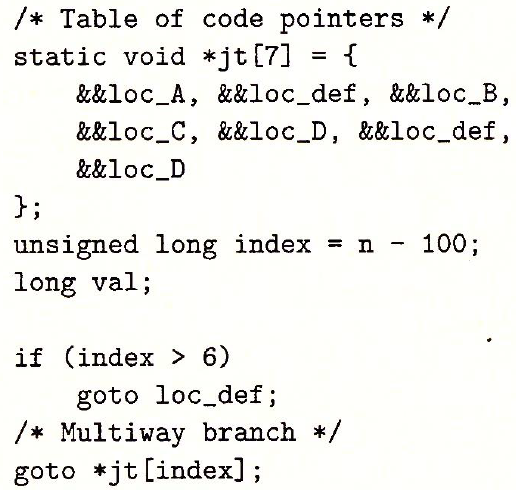 /* Table of code pointers */
static void *jt[7] = {
    &&loc_A, &&loc_def, &&loc_B,
    &&loc_C, &&loc_D, &&loc_def,
    &&loc_D
};
unsigned long index = n - 100;
long val;

if (index > 6)
    goto loc_def;
/* Multiway branch */
goto *jt[index];